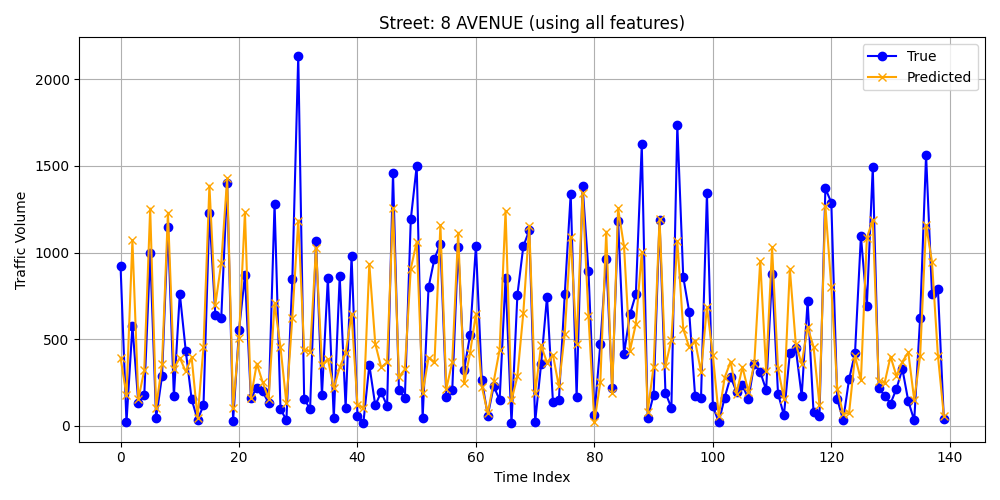 Street: 8 AVENUE (using all features)
True
Predicted
Traffic Volume
2000
1500
1000
500
0
0 20 40 60 80 100 120 140
Time Index